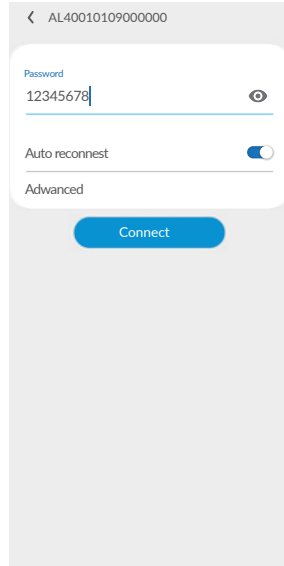 AL40010109000000
Password
12345678
Auto reconnest
Adwanced
Connect